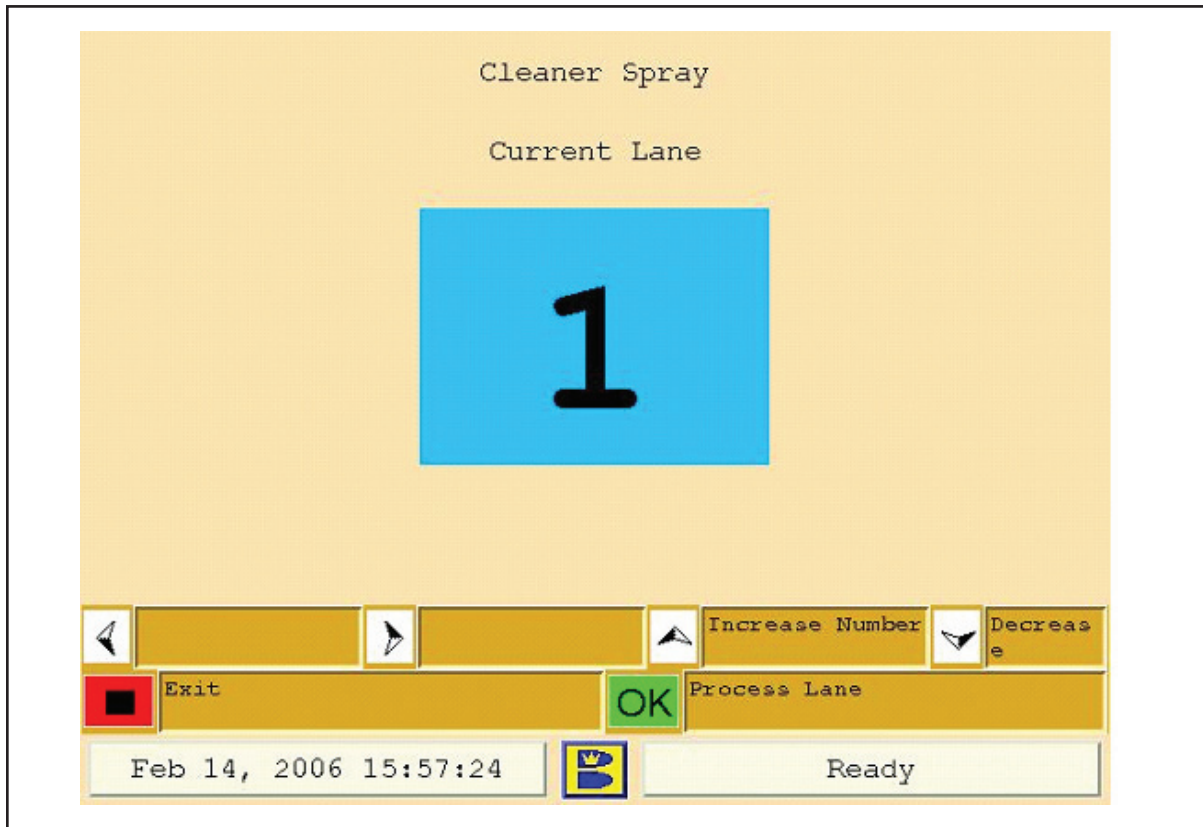 Cleaner Spray
Current Lane
1
Increase Number
Decreas
e
Exit
OK
Process Lane
Feb 14, 2006 15:57:24
Ready